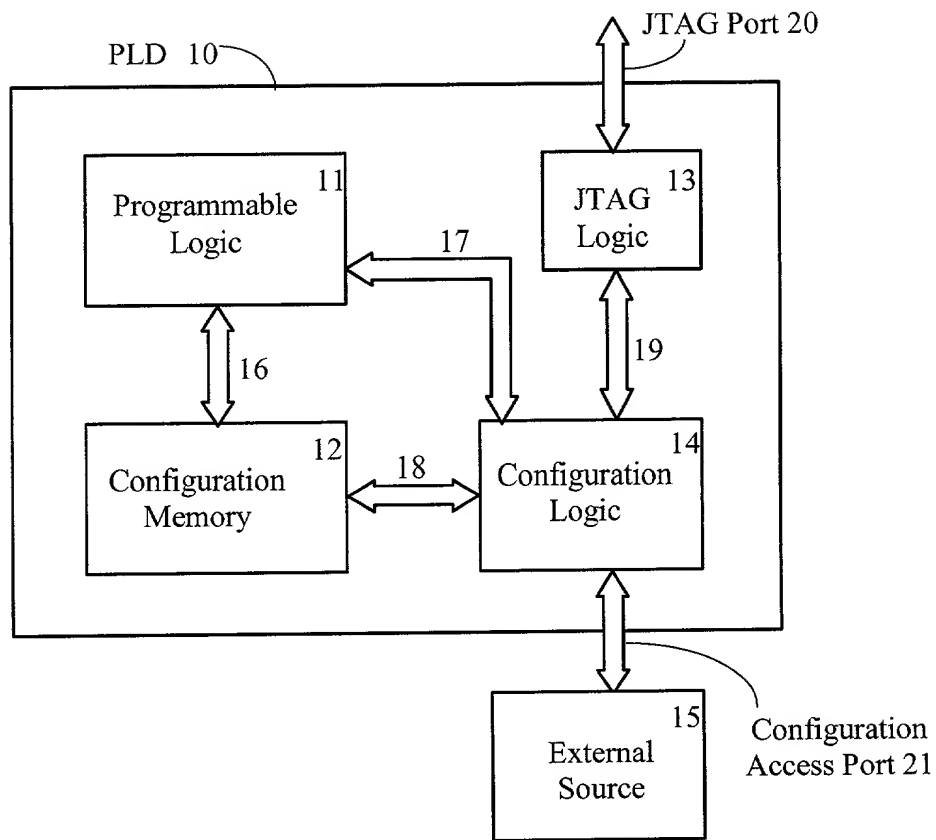 JTAG Port 20
PLD 10
11
Programmable
Logic
13
JTAG
Logic
17
16
19
12
Configuration
Memory
18
14
Configuration
Logic
15
External
Source
Configuration
Access Port 21